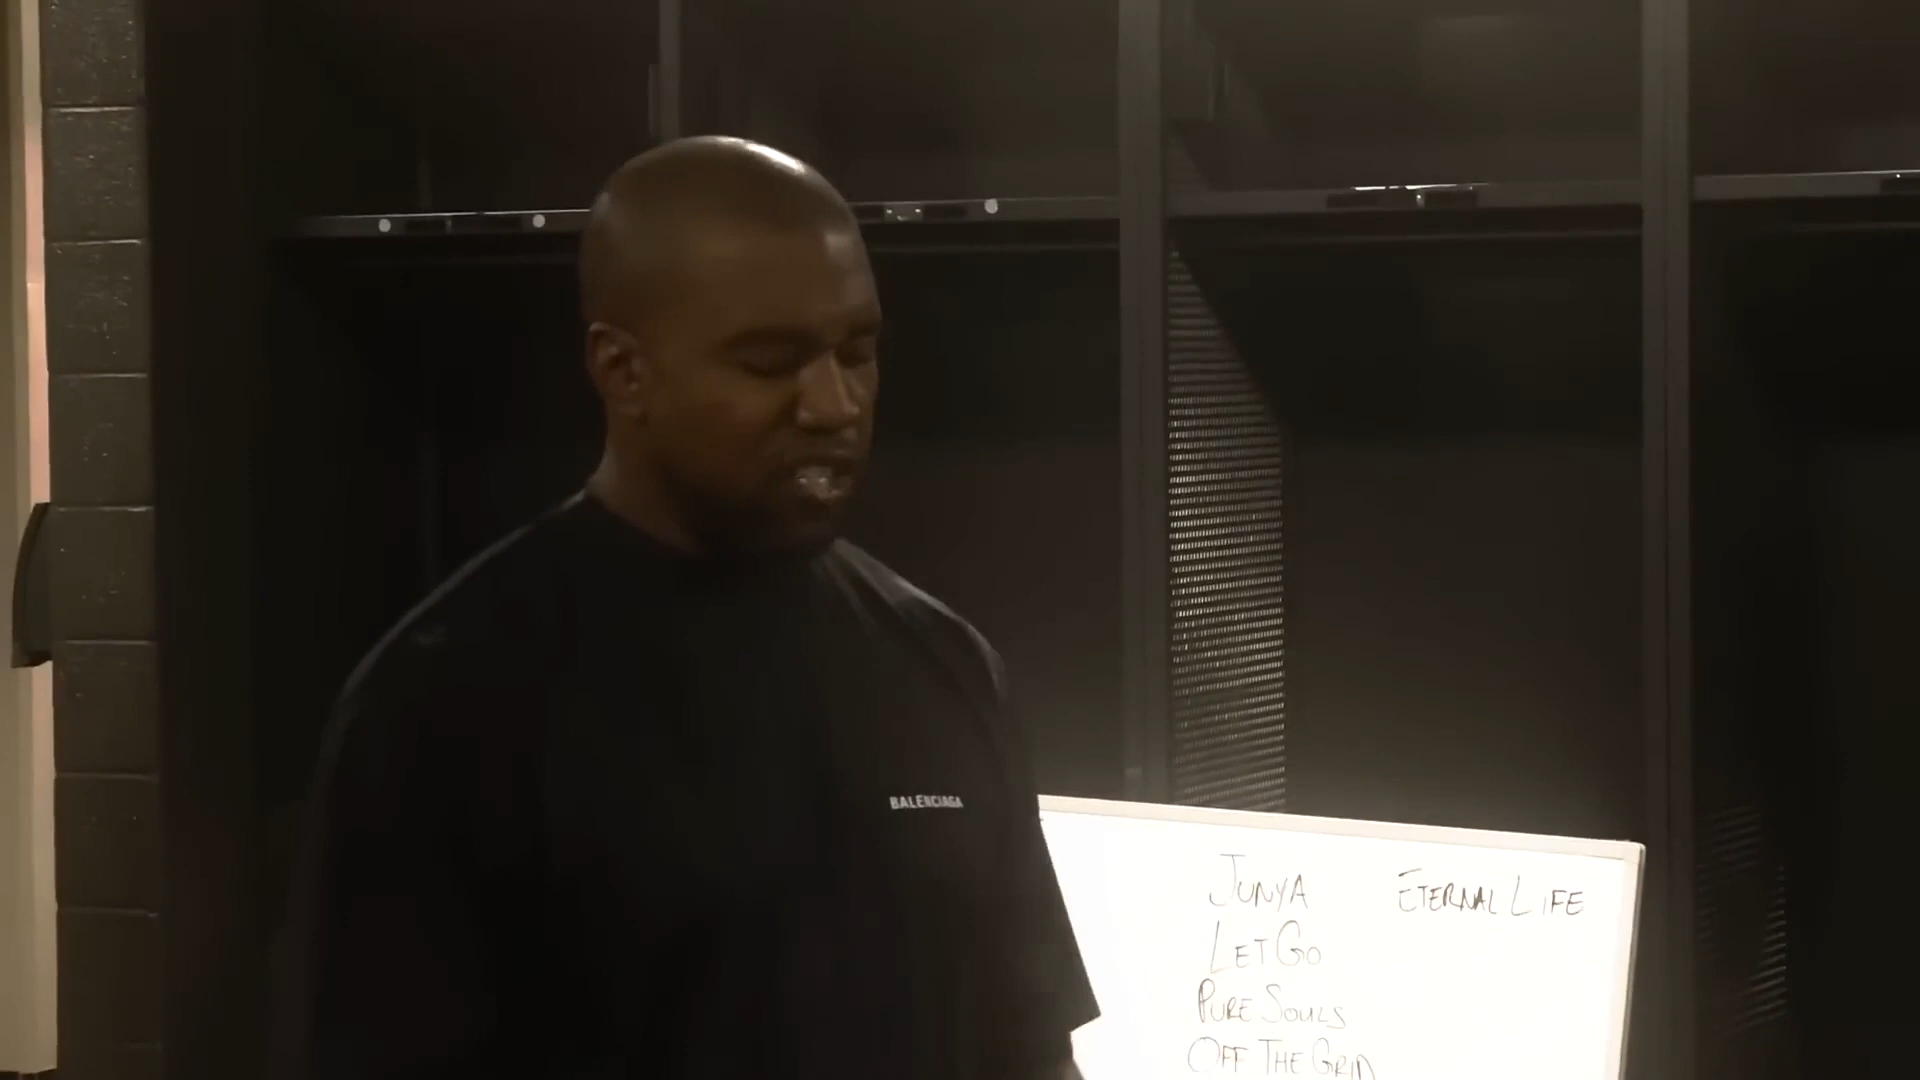 BALENCIAGA
JUNYA ETERNAL LIFE
LET GO
PURE SOULS
OFF THE GRID